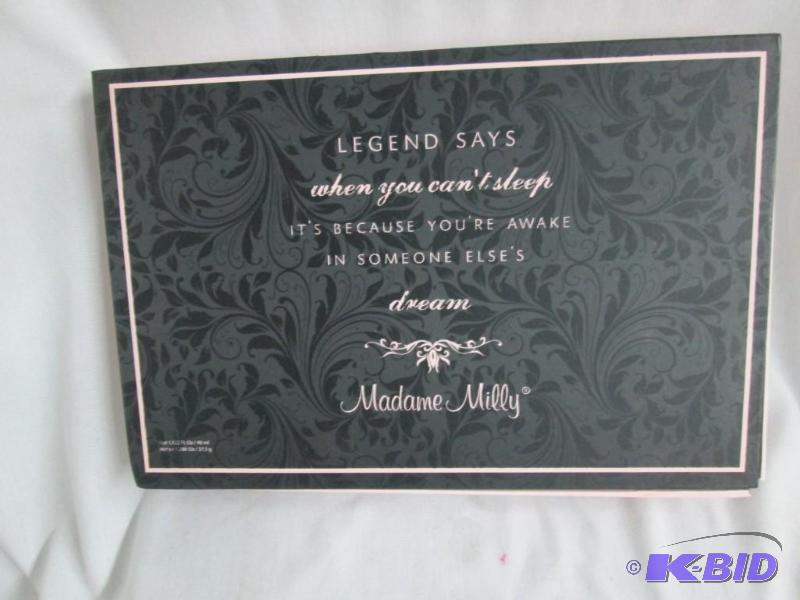 LEGEND SAYS
when you can't sleep
IT'S BECAUSE YOU'RE AWAKE
IN SOMEONE ELSE'S
dream
Madame Milly®
© K-BID